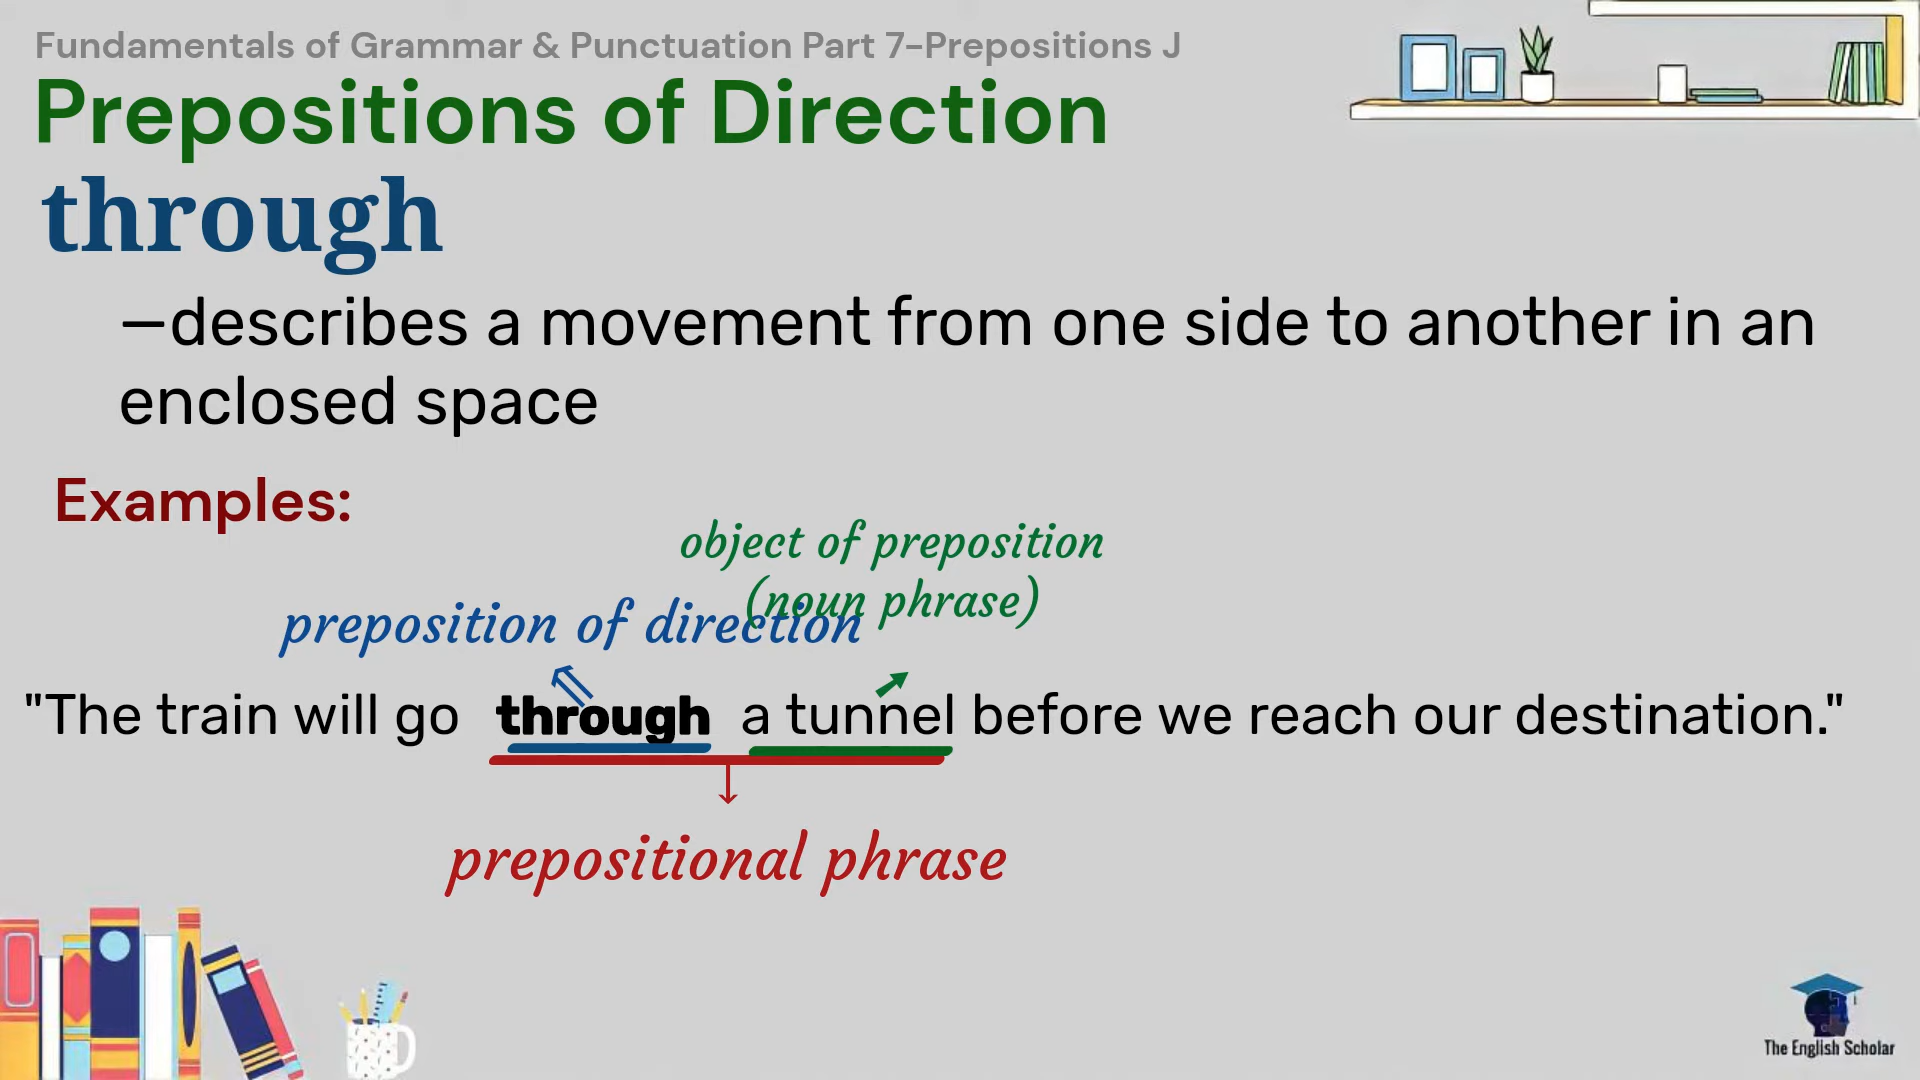 Fundamentals of Grammar & Punctuation Part 7-Prepositions J
Prepositions of Direction
through
—describes a movement from one side to another in an
enclosed space
Examples:
object of preposition
(noun phrase)
preposition of direction
"The train will go through a tunnel before we reach our destination."
prepositional phrase
The English Scholar